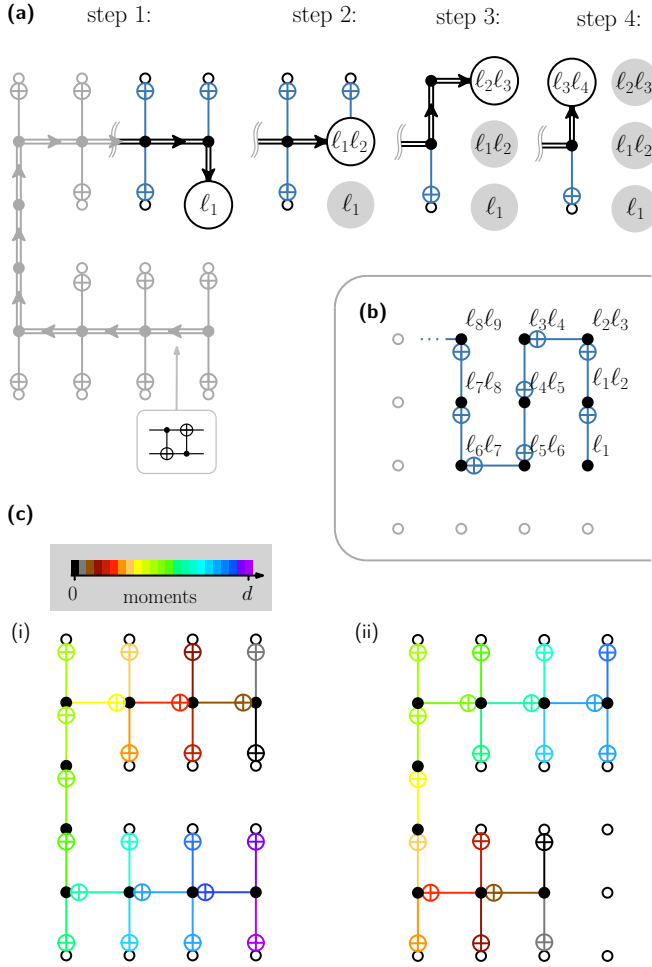 (a) step 1: step 2: step 3: step 4:
ℓ₂ℓ₃ ℓ₃ℓ₄ ℓ₂ℓ₃
ℓ₁ℓ₂ ℓ₁ℓ₂ ℓ₁ℓ₂
ℓ₁ ℓ₁ ℓ₁ ℓ₁
(b)
ℓ₈ℓ₉ ℓ₃ℓ₄ ℓ₂ℓ₃
ℓ₇ℓ₈ ℓ₄ℓ₅ ℓ₁ℓ₂
ℓ₆ℓ₇ ℓ₅ℓ₆ ℓ₁
(c)
0 moments d
(i) (ii)